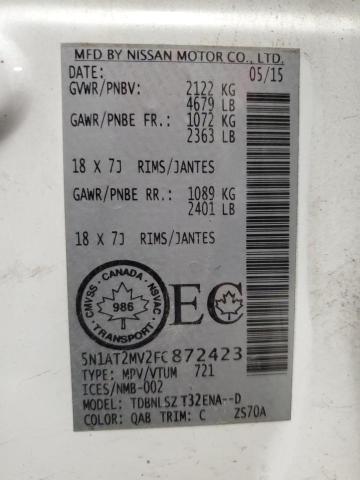 MFD BY NISSAN MOTOR CO., LTD.
DATE: 05/15
GVWR/PNBV: 2122 KG
4679 LB
GAWR/PNBE FR.: 1072 KG
2363 LB
18 X 7J RIMS/JANTES
GAWR/PNBE RR.: 1089 KG
2401 LB
18 X 7J RIMS/JANTES
CMVSS · CANADA · NSVAC
986
TRANSPORT
EC
5N1AT2MV2FC872423
TYPE: MPV/VTUM 721
ICES/NMB-002
MODEL: TDBNLSZ T32ENA--D
COLOR: QAB TRIM: C ZS70A